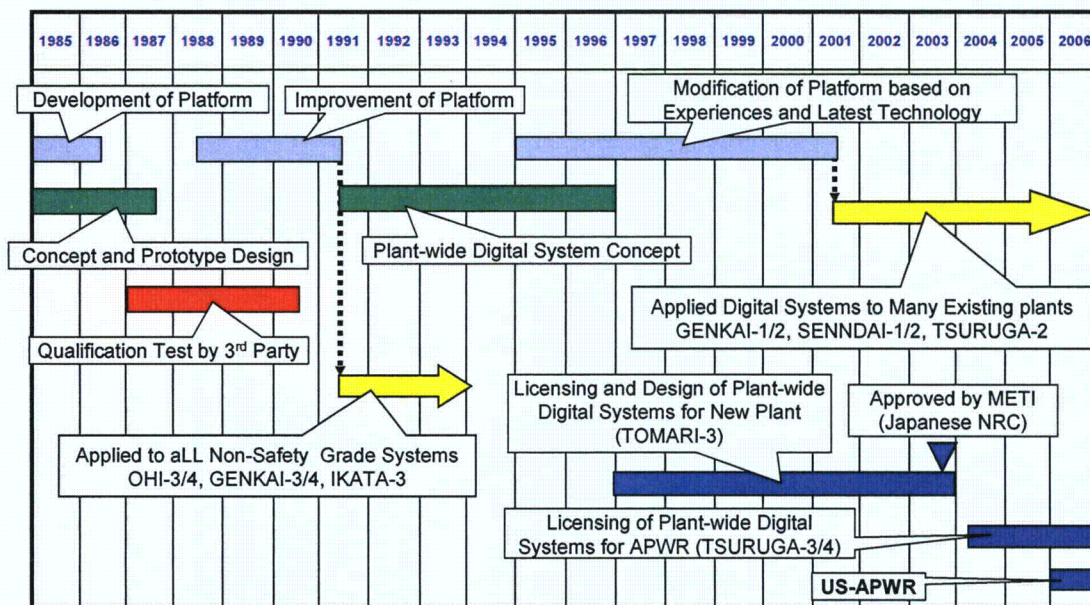 1985 1986 1987 1988 1989 1990 1991 1992 1993 1994 1995 1996 1997 1998 1999 2000 2001 2002 2003 2004 2005 2006
Development of Platform
Improvement of Platform
Modification of Platform based on
Experiences and Latest Technology
Concept and Prototype Design
Plant-wide Digital System Concept
Applied Digital Systems to Many Existing plants
GENKAI-1/2, SENNDAI-1/2, TSURUGA-2
Qualification Test by 3rd Party
Licensing and Design of Plant-wide
Digital Systems for New Plant
(TOMARI-3)
Approved by METI
(Japanese NRC)
Applied to aLL Non-Safety Grade Systems
OHI-3/4, GENKAI-3/4, IKATA-3
Licensing of Plant-wide Digital
Systems for APWR (TSURUGA-3/4)
US-APWR